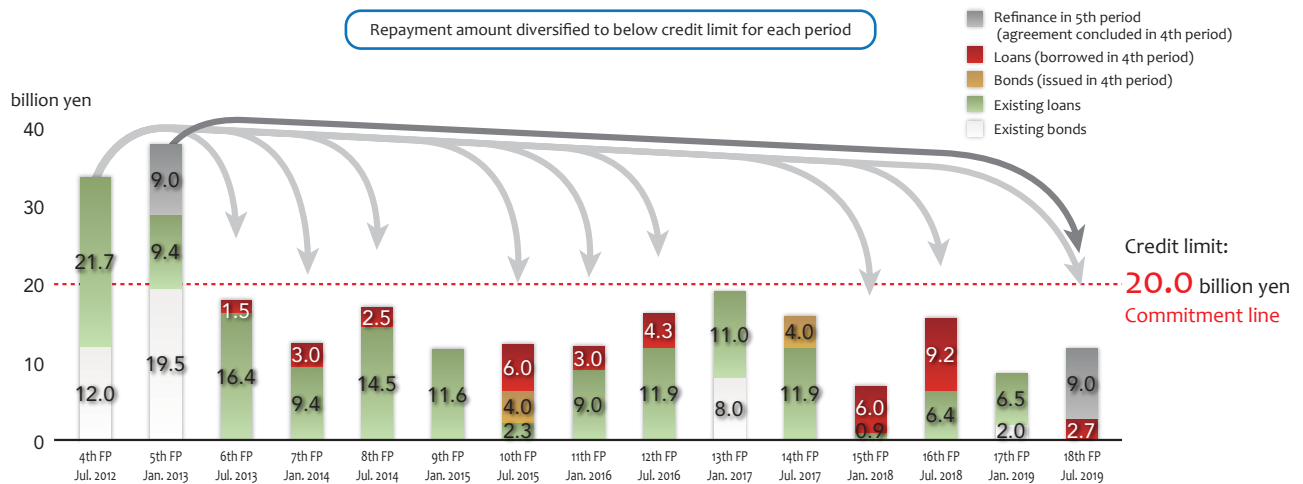 Repayment amount diversified to below credit limit for each period
Refinance in 5th period
(agreement concluded in 4th period)
Loans (borrowed in 4th period)
Bonds (issued in 4th period)
Existing loans
Existing bonds
billion yen
40
30
20
10
0
21.7
12.0
9.0
9.4
19.5
1.5
16.4
3.0
9.4
2.5
14.5
11.6
6.0
4.0
2.3
3.0
9.0
4.3
11.9
11.0
8.0
4.0
11.9
6.0
0.9
9.2
6.4
6.5
2.0
9.0
2.7
Credit limit:
20.0 billion yen
Commitment line
4th FP
Jul. 2012
5th FP
Jan. 2013
6th FP
Jul. 2013
7th FP
Jan. 2014
8th FP
Jul. 2014
9th FP
Jan. 2015
10th FP
Jul. 2015
11th FP
Jan. 2016
12th FP
Jul. 2016
13th FP
Jan. 2017
14th FP
Jul. 2017
15th FP
Jan. 2018
16th FP
Jul. 2018
17th FP
Jan. 2019
18th FP
Jul. 2019